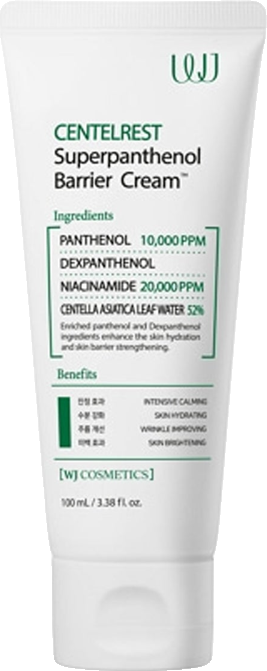 WJ
CENTELREST
Superpanthenol
Barrier Cream™
Ingredients
PANTHENOL 10,000 PPM
DEXPANTHENOL
NIACINAMIDE 20,000 PPM
CENTELLA ASIATICA LEAF WATER 52%
Enriched panthenol and Dexpanthenol
ingredients enhance the skin hydration
and skin barrier strengthening.
Benefits
진정 효과 INTENSIVE CALMING
수분 강화 SKIN HYDRATING
주름 개선 WRINKLE IMPROVING
미백 효과 SKIN BRIGHTENING
[WJ COSMETICS]
100 mL / 3.38 fl. oz.